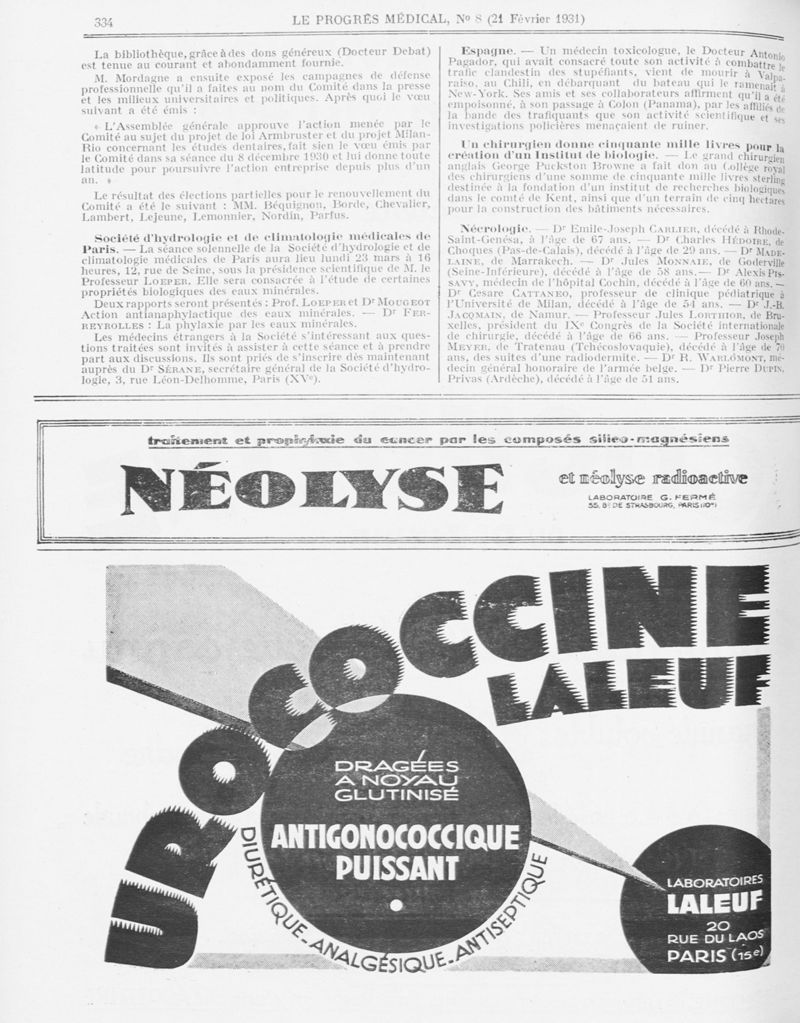 334
LE PROGRÈS MÉDICAL, No 8 (21 Février 1931)
La bibliothèque, grâce à des dons généreux (Docteur Debat)
est tenue au courant et abondamment fournie.
M. Mordagne a ensuite exposé les campagnes de défense
professionnelle qu'il a faites au nom du Comité dans la presse
et les milieux universitaires et politiques. Après quoi le vœu
suivant a été émis :
« L'Assemblée générale approuve l'action menée par le
Comité au sujet du projet de loi Armbruster et du projet Milan-
Rio concernant les études dentaires, fait sien le vœu émis par
le Comité dans sa séance du 8 décembre 1930 et lui donne toute
latitude pour poursuivre l'action entreprise depuis plus d'un
an. »
Le résultat des élections partielles pour le renouvellement du
Comité a été le suivant : MM. Béquignon, Borde, Chevalier,
Lambert, Lejeune, Lemonnier, Nordin, Parfus.
Société d'hydrologie et de climatologie médicales de
Paris. — La séance solennelle de la Société d'hydrologie et de
climatologie médicales de Paris aura lieu lundi 23 mars à 16
heures, 12, rue de Seine, sous la présidence scientifique de M. le
Professeur LOEPER. Elle sera consacrée à l'étude de certaines
propriétés biologiques des eaux minérales.
Deux rapports seront présentés : Prof. LOEPER et Dr MOUGEOT
Action antianaphylactique des eaux minérales. — Dr FER-
REYROLLES : La phylaxie par les eaux minérales.
Les médecins étrangers à la Société s'intéressant aux ques-
tions traitées sont invités à assister à cette séance et à prendre
part aux discussions. Ils sont priés de s'inscrire dès maintenant
auprès du Dr SÉRANE, secrétaire général de la Société d'hydro-
logie, 3, rue Léon-Delhomme, Paris (XVe).
Espagne. — Un médecin toxicologue, le Docteur Antonio
Pagador, qui avait consacré toute son activité à combattre le
trafic clandestin des stupéfiants, vient de mourir à Valpa-
raiso, au Chili, en débarquant du bateau qui le ramenait à
New-York. Ses amis et ses collaborateurs affirment qu'il a été
empoisonné, à son passage à Colon (Panama), par les affiliés de
la bande des trafiquants que son activité scientifique et ses
investigations policières menaçaient de ruiner.
Un chirurgien donne cinquante mille livres pour la
création d'un Institut de biologie. — Le grand chirurgien
anglais George Puckston Browne a fait don au Collège royal
des chirurgiens d'une somme de cinquante mille livres sterling
destinée à la fondation d'un institut de recherches biologiques
dans le comté de Kent, ainsi que d'un terrain de cinq hectares
pour la construction des bâtiments nécessaires.
Nécrologie. — Dr Emile-Joseph CARLIER, décédé à Rhode-
Saint-Genésa, à l'âge de 67 ans. — Dr Charles HÉDOIRE, de
Choques (Pas-de-Calais), décédé à l'âge de 29 ans. — Dr MADE-
LAINE, de Marrakech. — Dr Jules MONNAIE, de Goderville
(Seine-Inférieure), décédé à l'âge de 58 ans. — Dr Alexis PIS-
SAVY, médecin de l'hôpital Cochin, décédé à l'âge de 60 ans. —
Dr Cesare CATTANEO, professeur de clinique pédiatrique à
l'Université de Milan, décédé à l'âge de 54 ans. — Dr J.-B.
JACQMAIN, de Namur. — Professeur Jules LORTHIOR, de Bru-
xelles, président du IXe Congrès de la Société internationale
de chirurgie, décédé à l'âge de 66 ans. — Professeur Joseph
MEYER, de Tratenau (Tchécoslovaquie), décédé à l'âge de 70
ans, des suites d'une radiodermite. — Dr R. WARLOMONT, mé-
decin général honoraire de l'armée belge. — Dr Pierre DUPIN,
Privas (Ardèche), décédé à l'âge de 51 ans.
traitement et prophylaxie du cancer par les composés silico-magnésiens
NÉOLYSE
et néolyse radioactive
LABORATOIRE G. FERMÉ
55, Bd DE STRASBOURG, PARIS (10e)
UROCOCCINE
LALEUF
DRAGÉES
A NOYAU
GLUTINISÉ
ANTIGONOCOCCIQUE
PUISSANT
DIURÉTIQUE - ANALGÉSIQUE - ANTISEPTIQUE
LABORATOIRES
LALEUF
20
RUE DU LAOS
PARIS (15e)